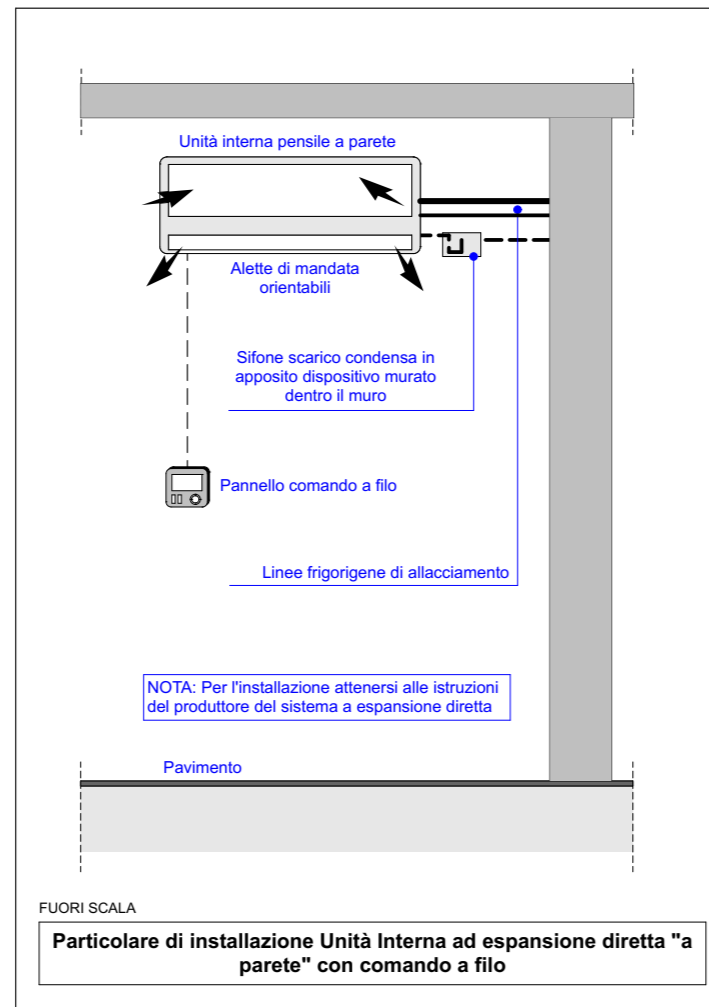 Unità interna pensile a parete
Alette di mandata
orientabili
Sifone scarico condensa in
apposito dispositivo murato
dentro il muro
Pannello comando a filo
Linee frigorigene di allacciamento
NOTA: Per l'installazione attenersi alle istruzioni
del produttore del sistema a espansione diretta
Pavimento
FUORI SCALA
Particolare di installazione Unità Interna ad espansione diretta "a
parete" con comando a filo